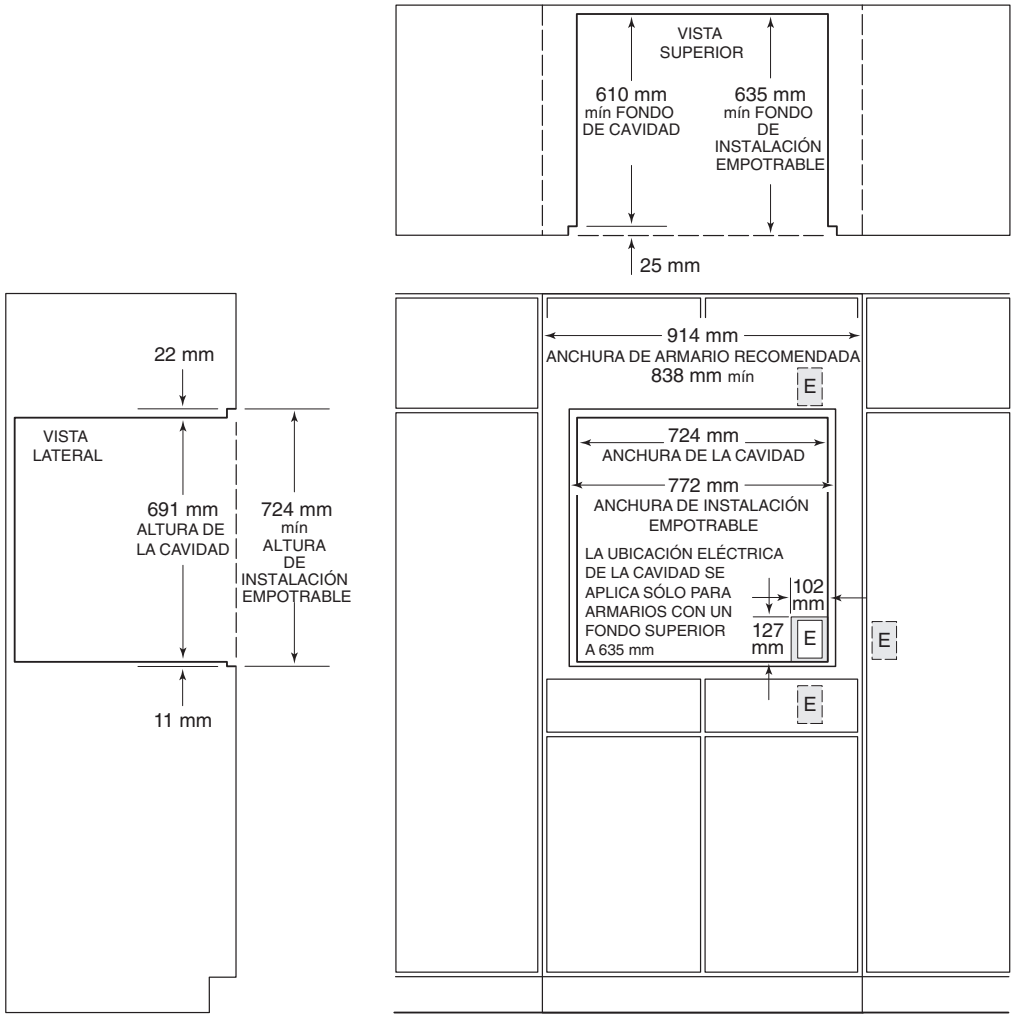 VISTA
SUPERIOR
610 mm
mín FONDO
DE CAVIDAD
635 mm
mín FONDO
DE
INSTALACIÓN
EMPOTRABLE
25 mm
22 mm
VISTA
LATERAL
691 mm
ALTURA DE
LA CAVIDAD
724 mm
mín
ALTURA
DE
INSTALACIÓN
EMPOTRABLE
11 mm
914 mm
ANCHURA DE ARMARIO RECOMENDADA
838 mm mín
E
724 mm
ANCHURA DE LA CAVIDAD
772 mm
ANCHURA DE INSTALACIÓN
EMPOTRABLE
LA UBICACIÓN ELÉCTRICA
DE LA CAVIDAD SE
APLICA SÓLO PARA
ARMARIOS CON UN
FONDO SUPERIOR
A 635 mm
102
mm
127
mm
E
E
E